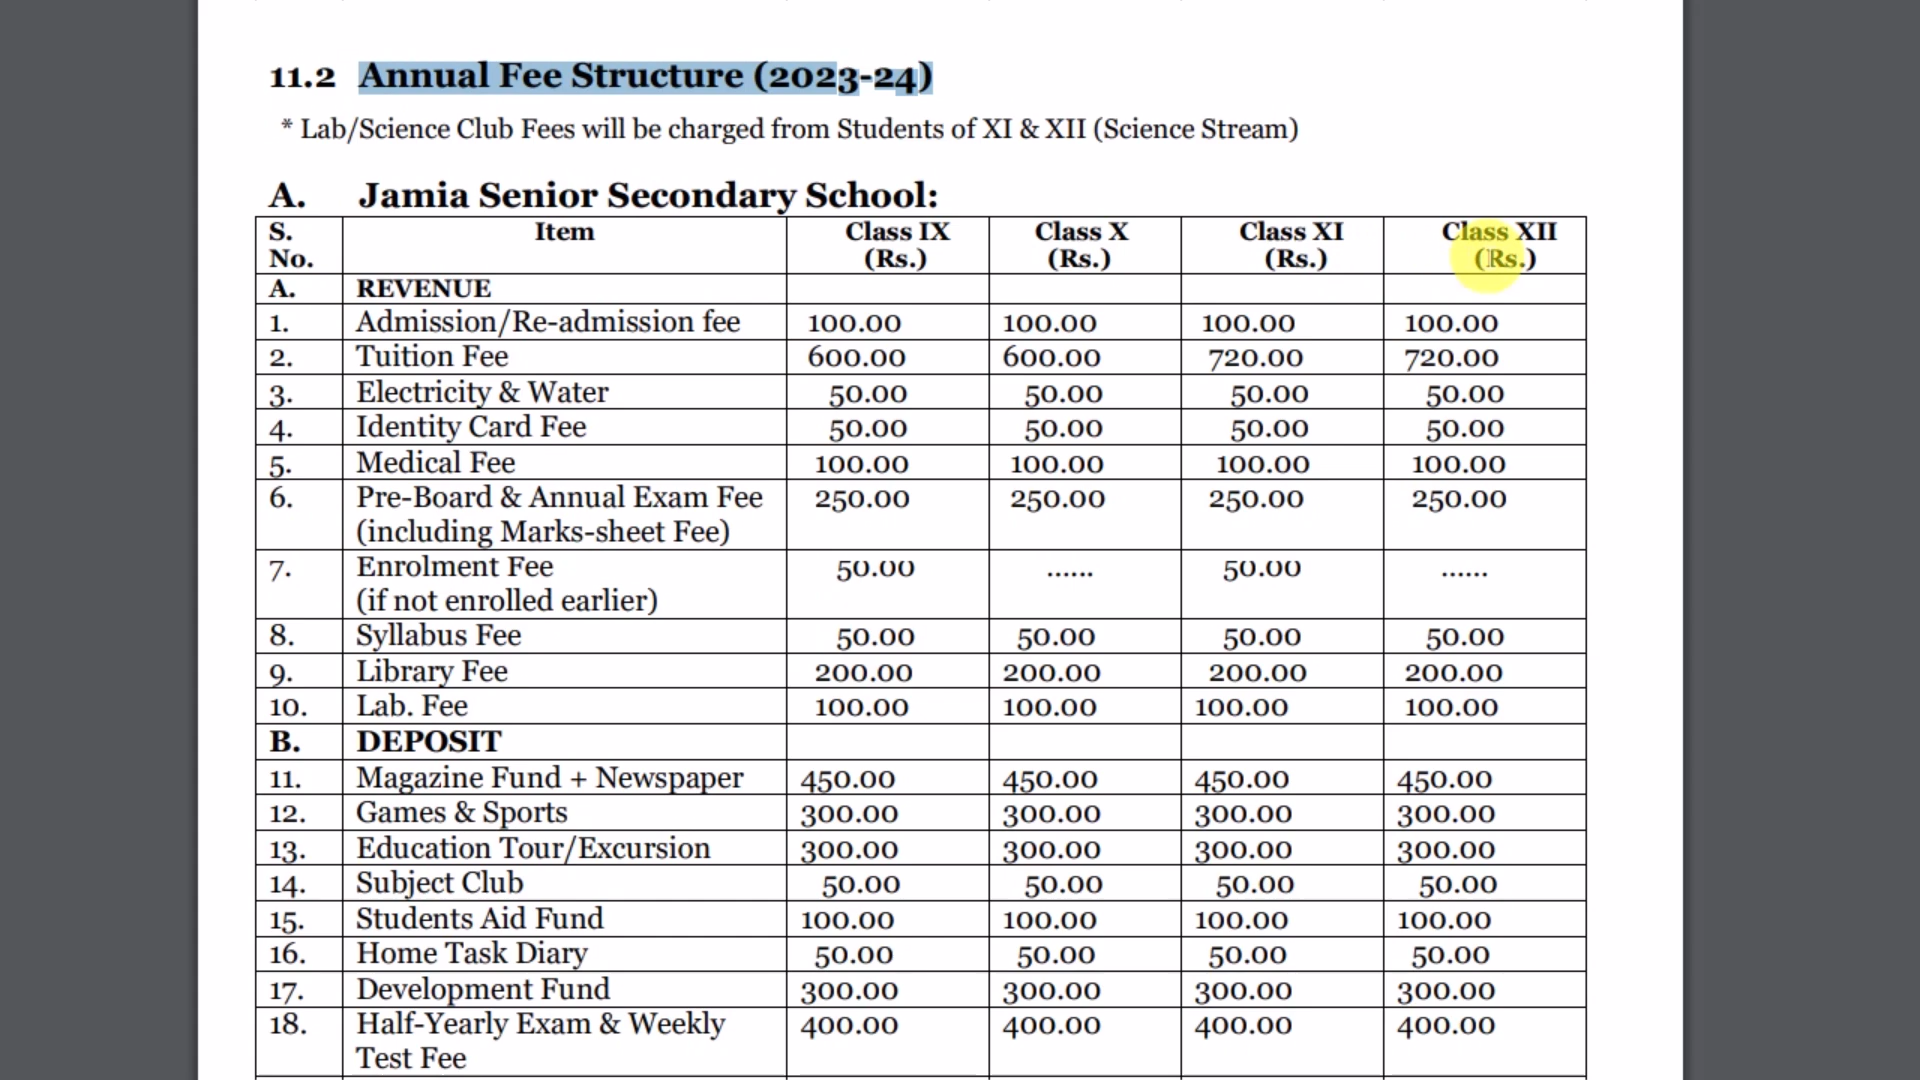 11.2 Annual Fee Structure (2023-24)
* Lab/Science Club Fees will be charged from Students of XI & XII (Science Stream)
A. Jamia Senior Secondary School:
S. No. Item Class IX (Rs.) Class X (Rs.) Class XI (Rs.) Class XII (Rs.)
A. REVENUE
1. Admission/Re-admission fee 100.00 100.00 100.00 100.00
2. Tuition Fee 600.00 600.00 720.00 720.00
3. Electricity & Water 50.00 50.00 50.00 50.00
4. Identity Card Fee 50.00 50.00 50.00 50.00
5. Medical Fee 100.00 100.00 100.00 100.00
6. Pre-Board & Annual Exam Fee 250.00 250.00 250.00 250.00
(including Marks-sheet Fee)
7. Enrolment Fee 50.00 ...... 50.00 ......
(if not enrolled earlier)
8. Syllabus Fee 50.00 50.00 50.00 50.00
9. Library Fee 200.00 200.00 200.00 200.00
10. Lab. Fee 100.00 100.00 100.00 100.00
B. DEPOSIT
11. Magazine Fund + Newspaper 450.00 450.00 450.00 450.00
12. Games & Sports 300.00 300.00 300.00 300.00
13. Education Tour/Excursion 300.00 300.00 300.00 300.00
14. Subject Club 50.00 50.00 50.00 50.00
15. Students Aid Fund 100.00 100.00 100.00 100.00
16. Home Task Diary 50.00 50.00 50.00 50.00
17. Development Fund 300.00 300.00 300.00 300.00
18. Half-Yearly Exam & Weekly 400.00 400.00 400.00 400.00
Test Fee